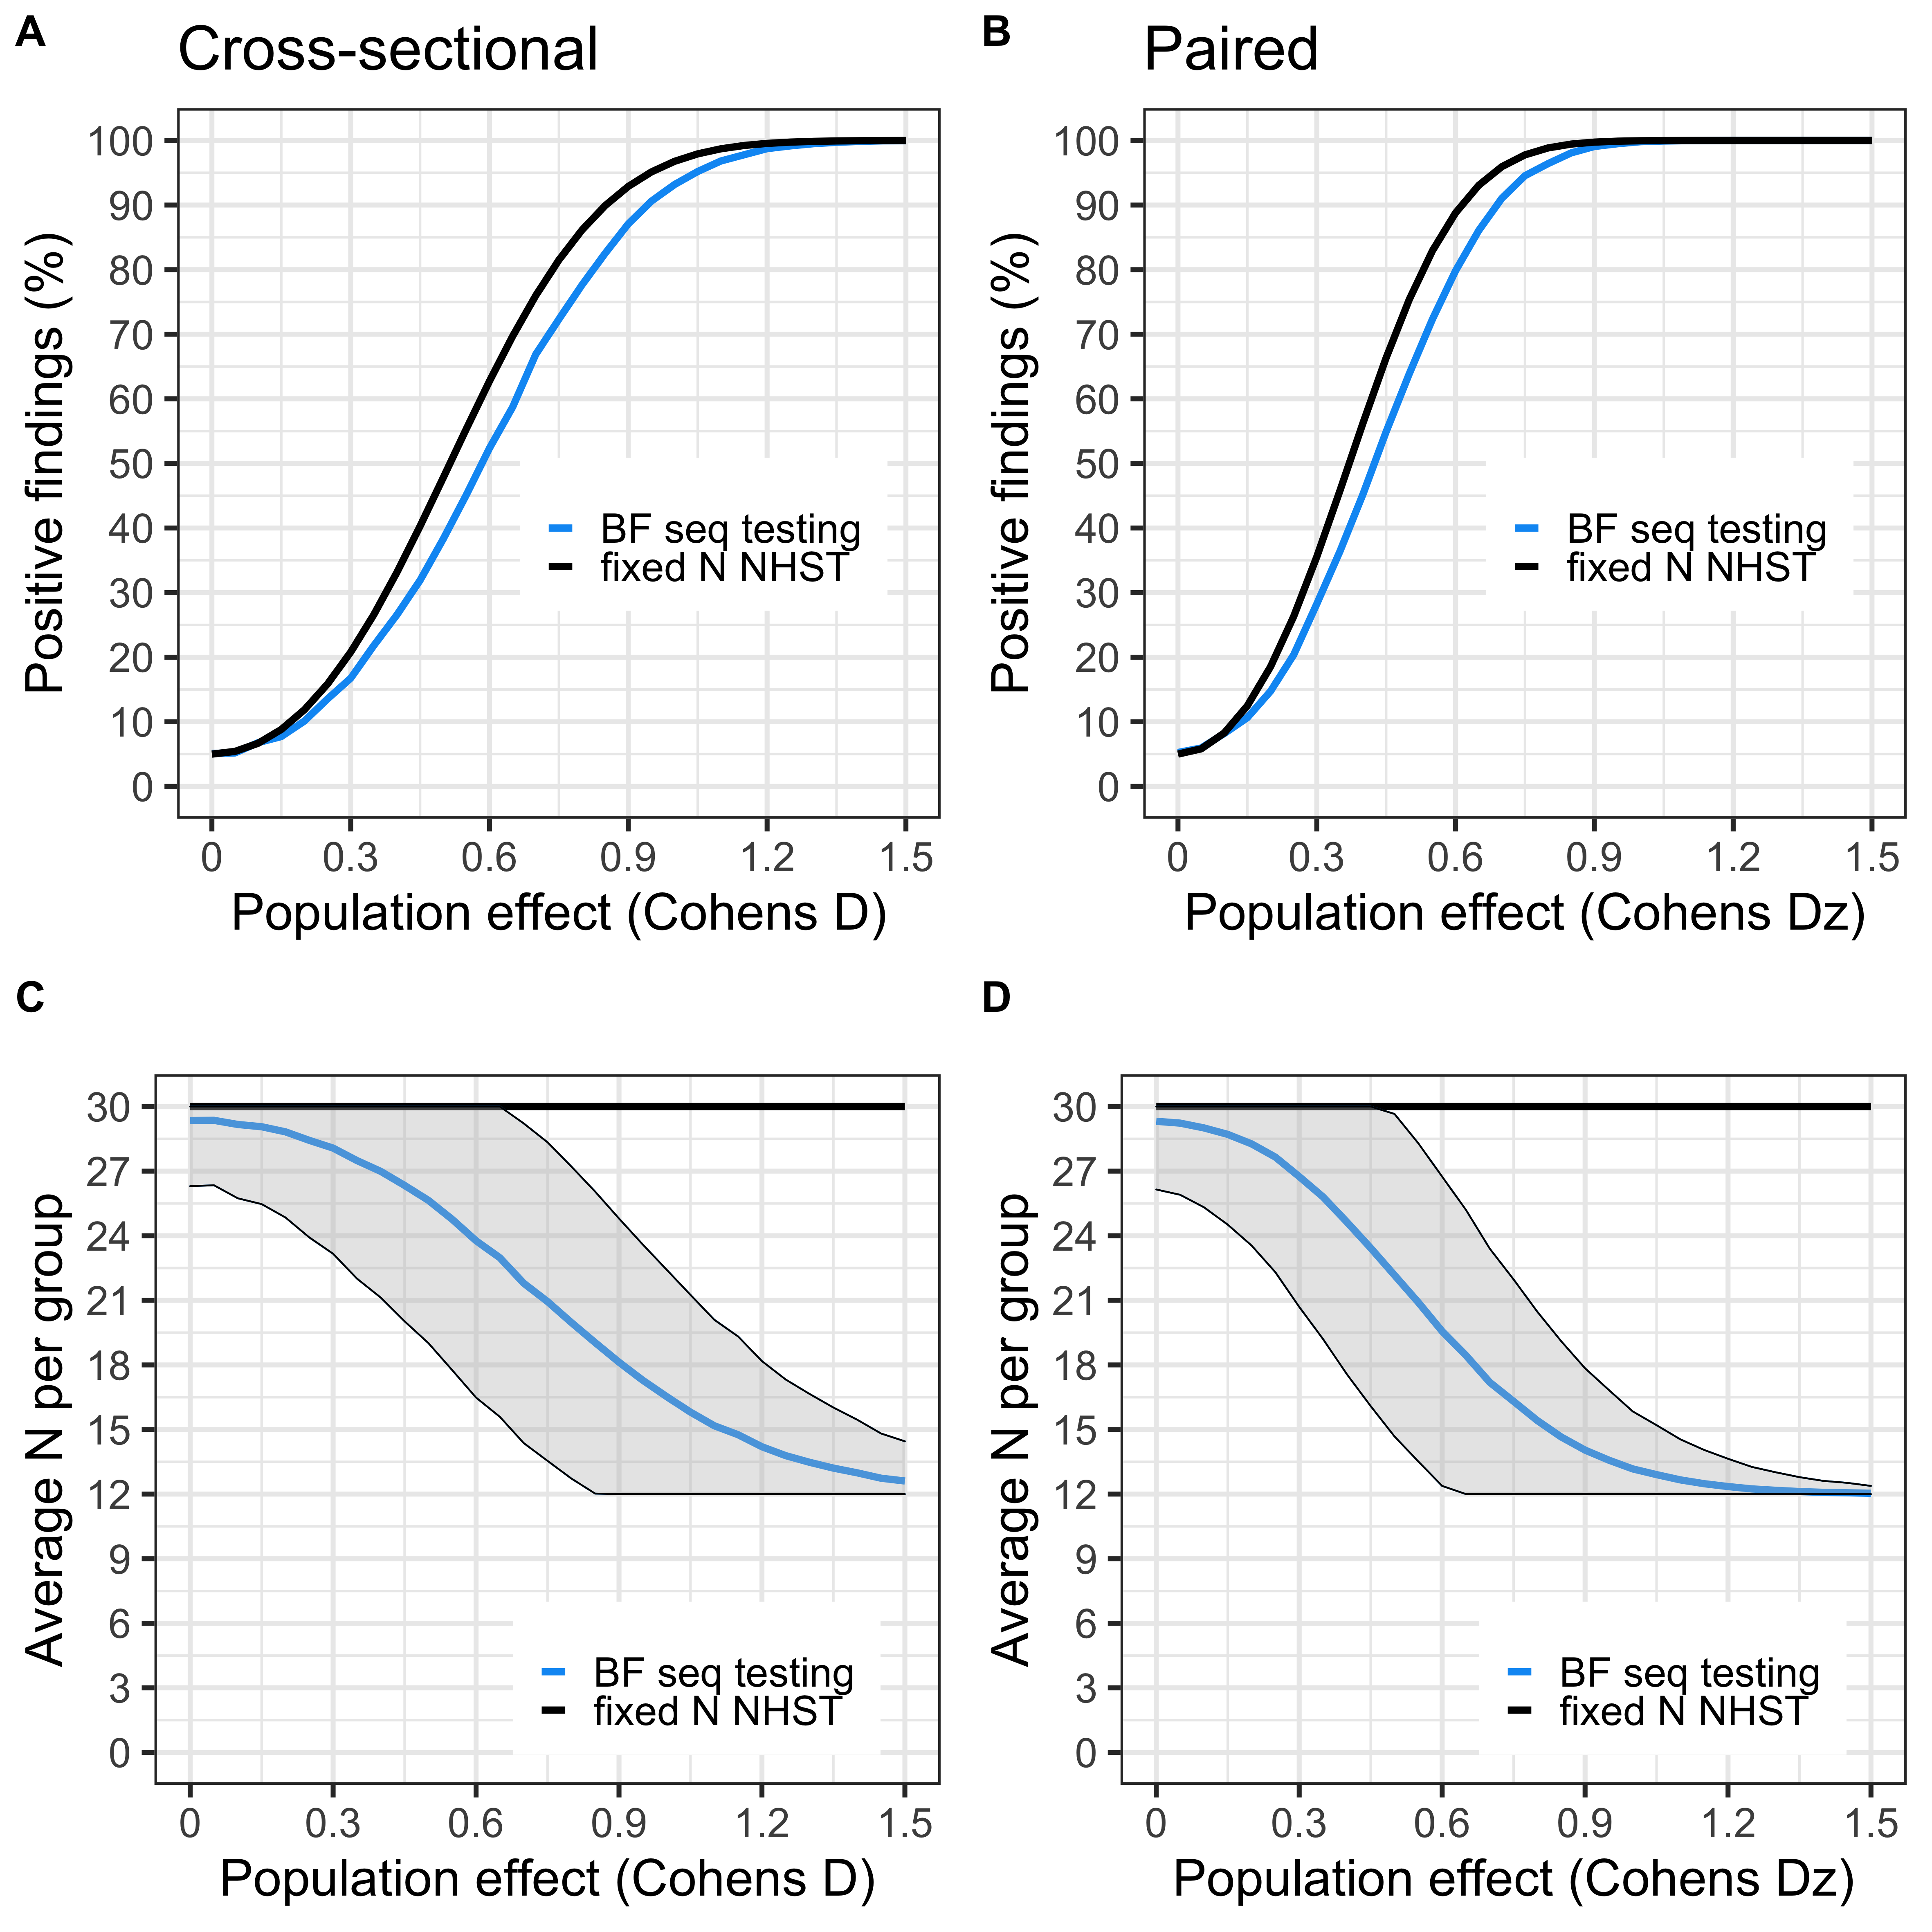 A
Cross-sectional
100
90
80
70
60
50
40
30
20
10
0
Positive findings (%)
BF seq testing
fixed N NHST
0 0.3 0.6 0.9 1.2 1.5
Population effect (Cohens D)
B
Paired
100
90
80
70
60
50
40
30
20
10
0
Positive findings (%)
BF seq testing
fixed N NHST
0 0.3 0.6 0.9 1.2 1.5
Population effect (Cohens Dz)
C
30
27
24
21
18
15
12
9
6
3
0
Average N per group
BF seq testing
fixed N NHST
0 0.3 0.6 0.9 1.2 1.5
Population effect (Cohens D)
D
30
27
24
21
18
15
12
9
6
3
0
Average N per group
BF seq testing
fixed N NHST
0 0.3 0.6 0.9 1.2 1.5
Population effect (Cohens Dz)